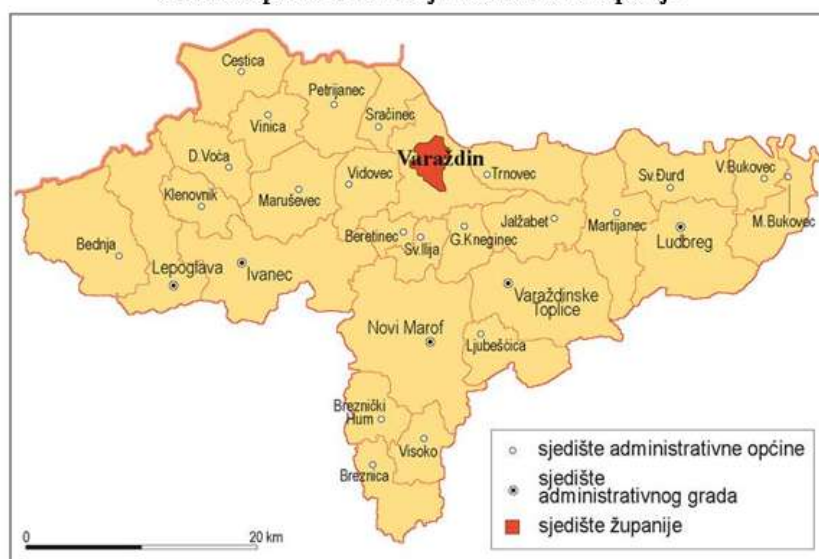 Cestica
Petrijanec
Sračinec
Vinica
Varaždin
D.Voća
Vidovec
Trnovec
Sv.Đurd
V.Bukovec
Klenovnik
Maruševec
M.Bukovec
Jalžabet
Martijanec
Beretinec
Sv.Ilija
G.Kneginec
Ludbreg
Bednja
Lepoglava
Ivanec
Varaždinske
Toplice
Novi Marof
Ljubešćica
Breznički
Hum
Visoko
Breznica
sjedište administrativne općine
sjedište
administrativnog grada
sjedište županije
0
20 km